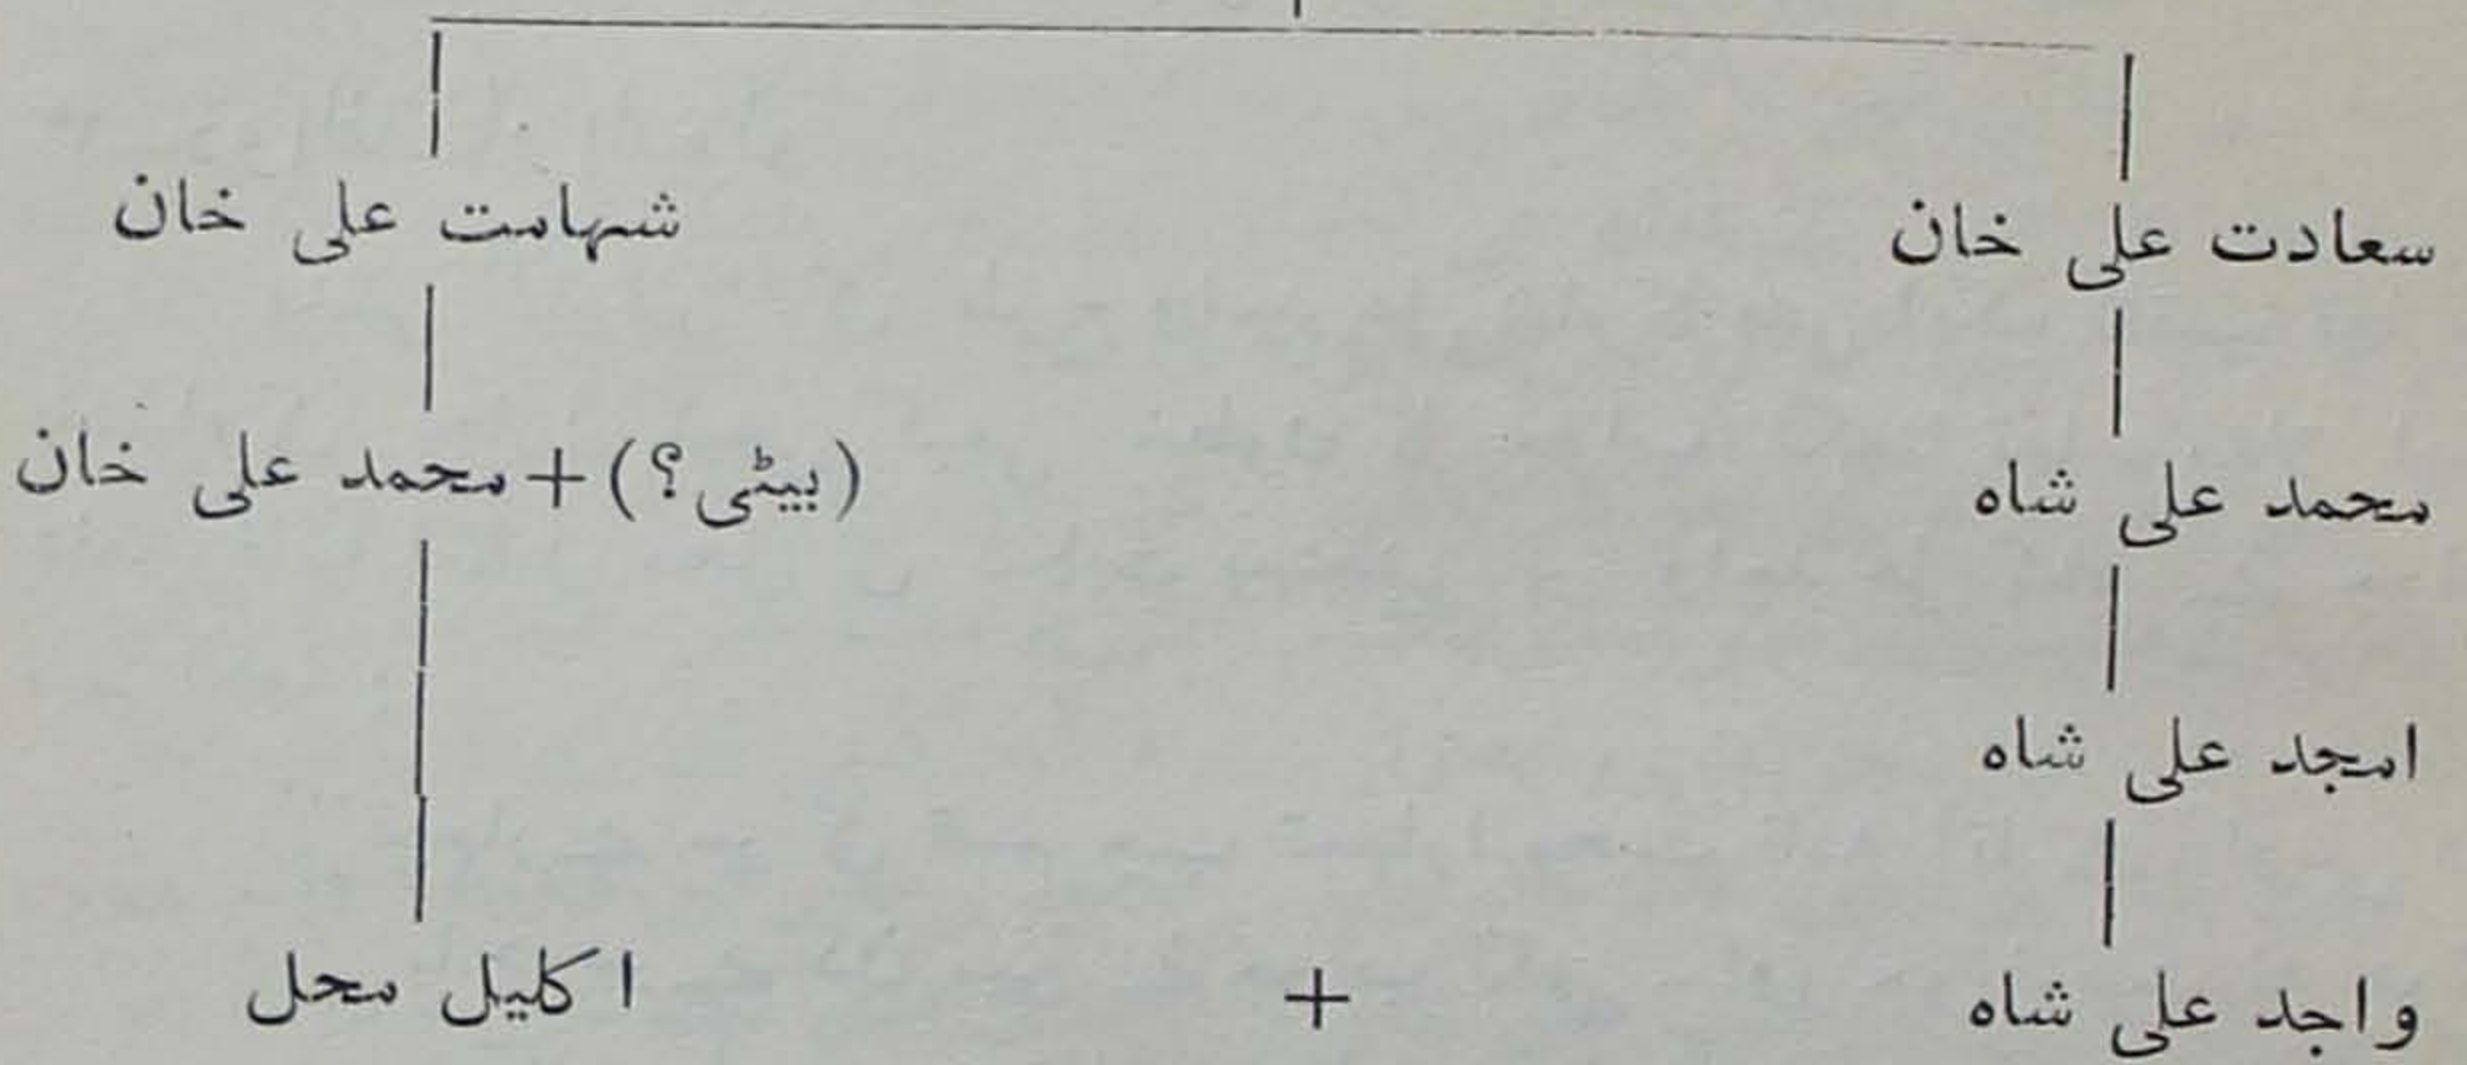 سعادت علی خان شہامت علی خان
محمد علی شاہ (بیٹی؟) + محمد علی خان
امجد علی شاہ
واجد علی شاہ + اکلیل محل